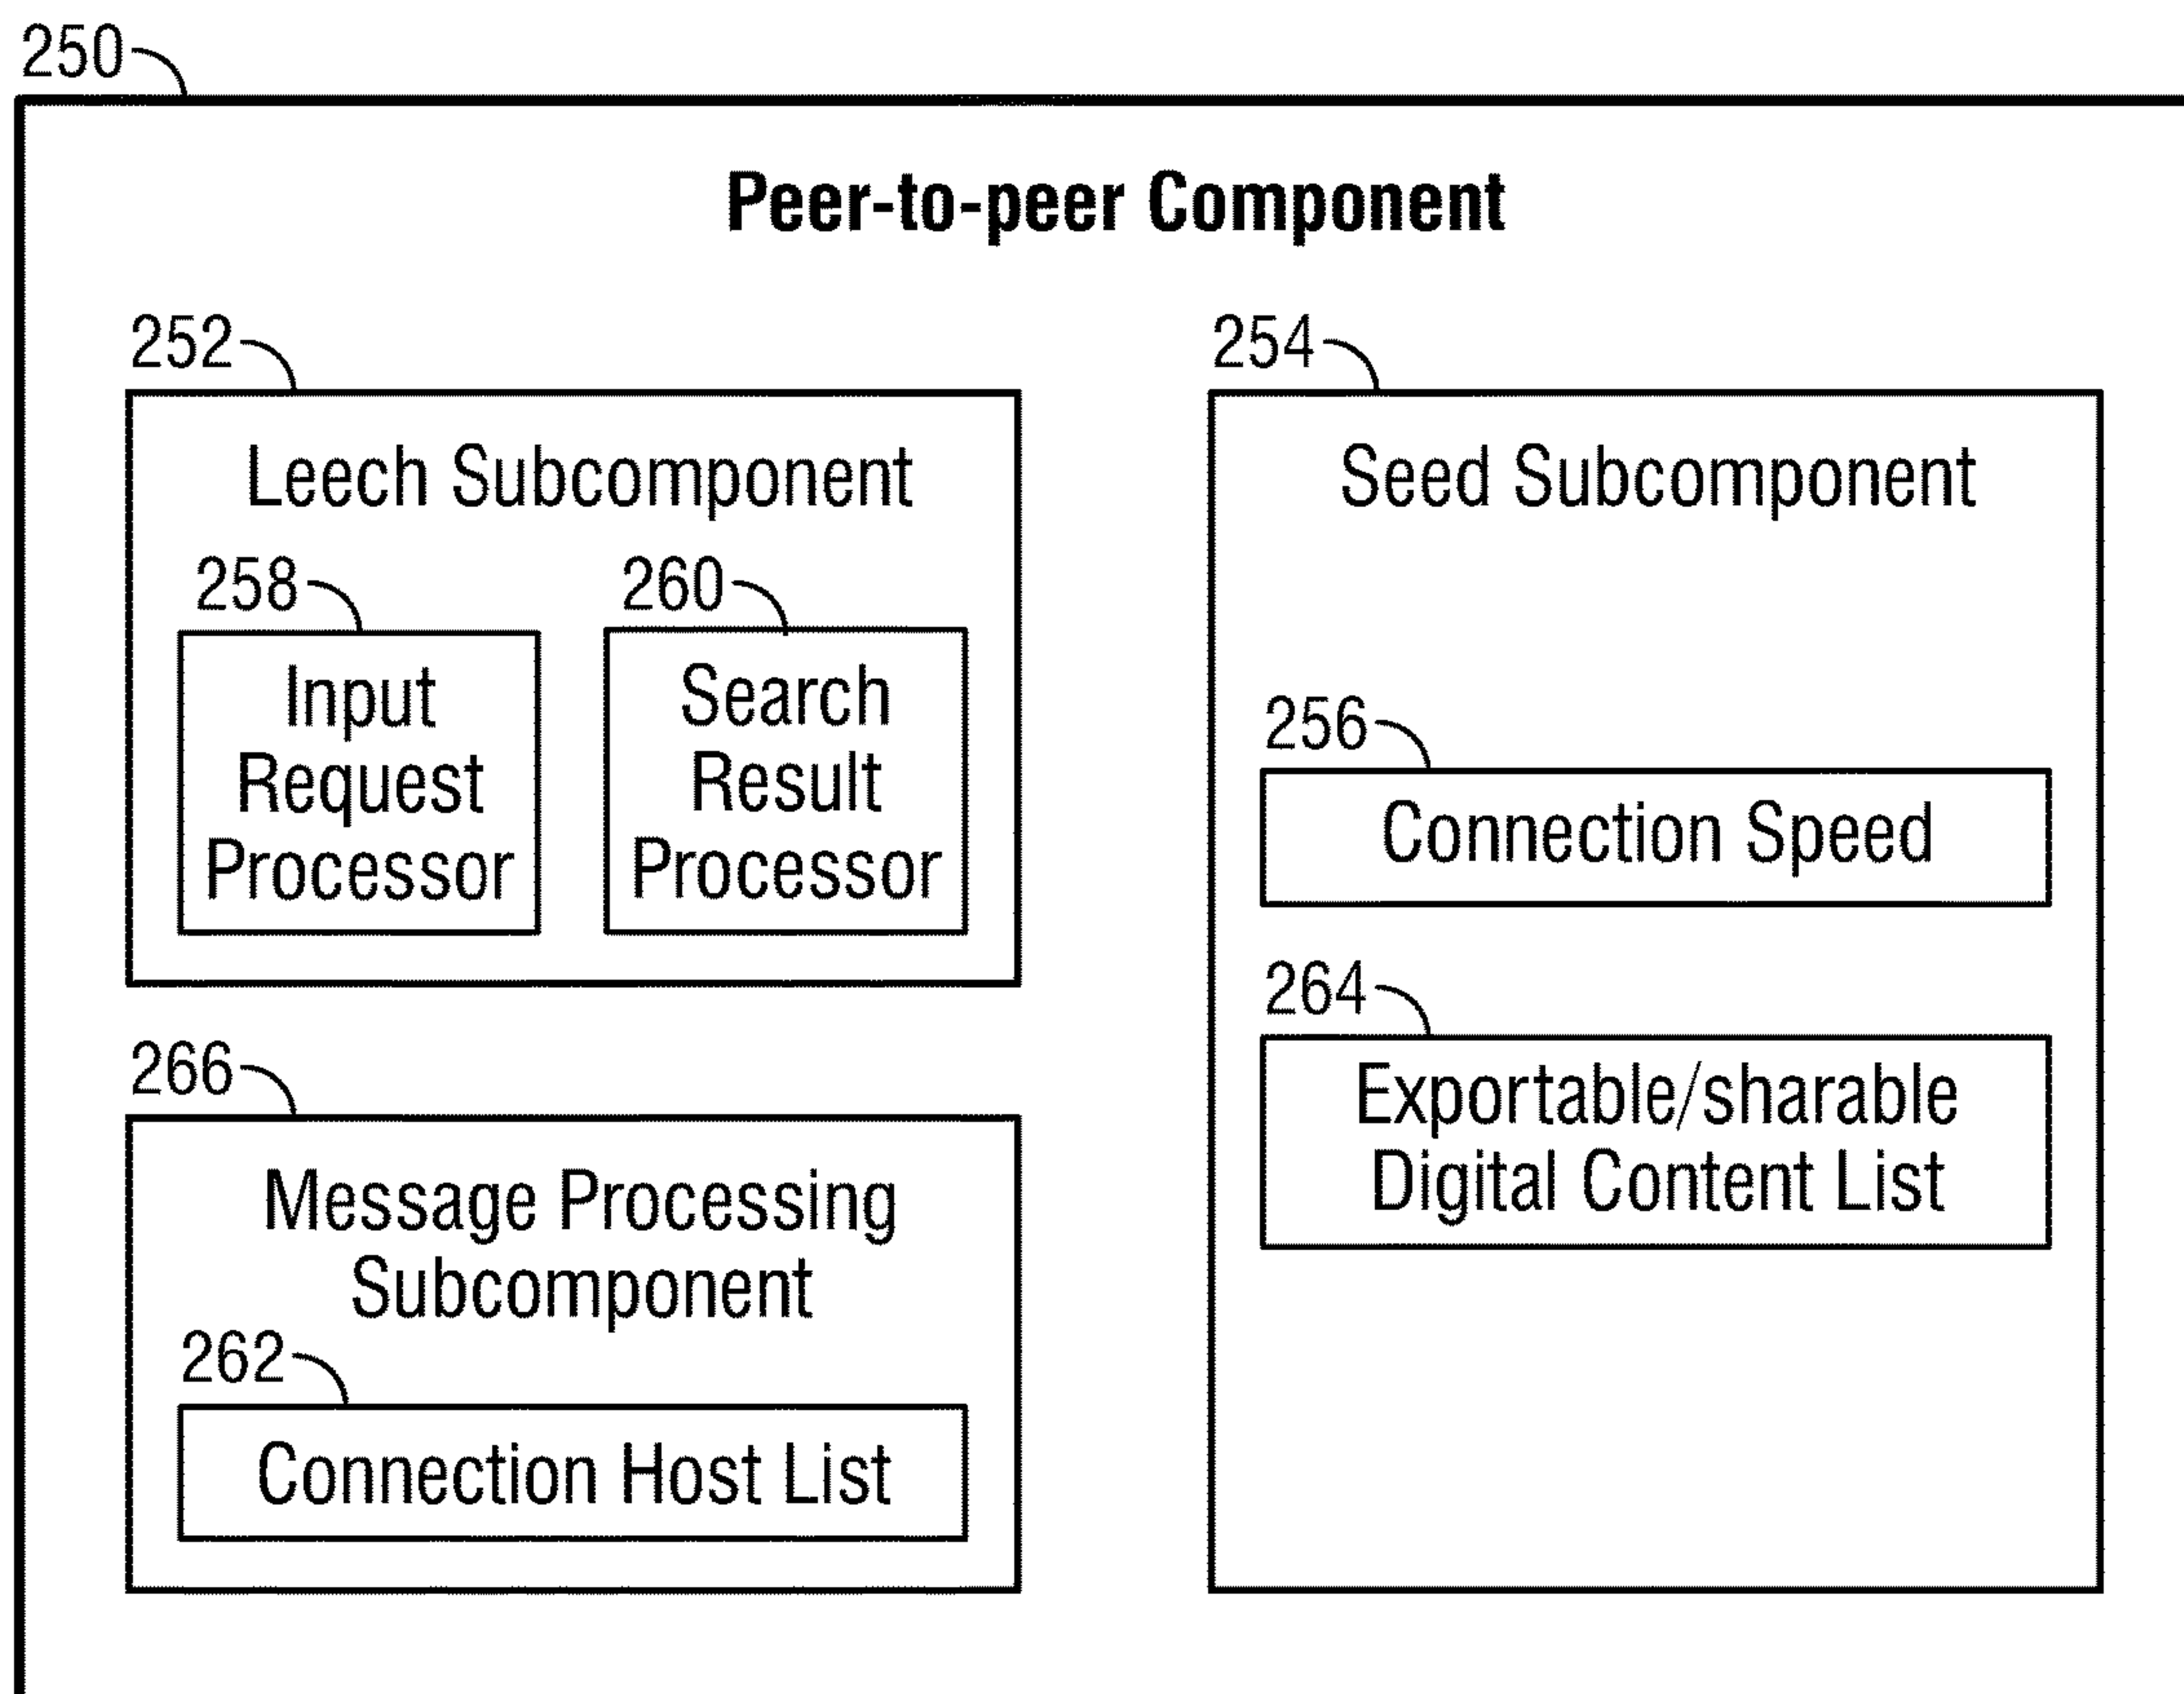 250
Peer-to-peer Component
252
Leech Subcomponent
258
Input
Request
Processor
260
Search
Result
Processor
266
Message Processing
Subcomponent
262
Connection Host List
254
Seed Subcomponent
256
Connection Speed
264
Exportable/sharable
Digital Content List